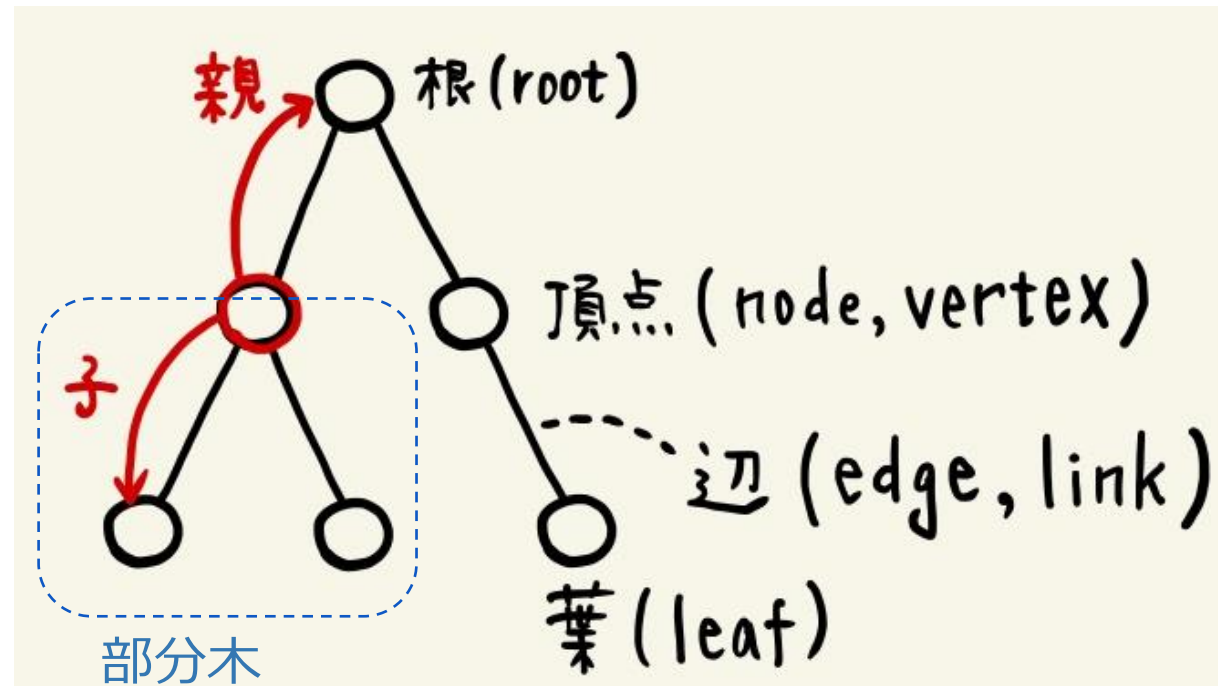 親
根(root)
頂点(node,vertex)
子
辺(edge,link)
葉(leaf)
部分木